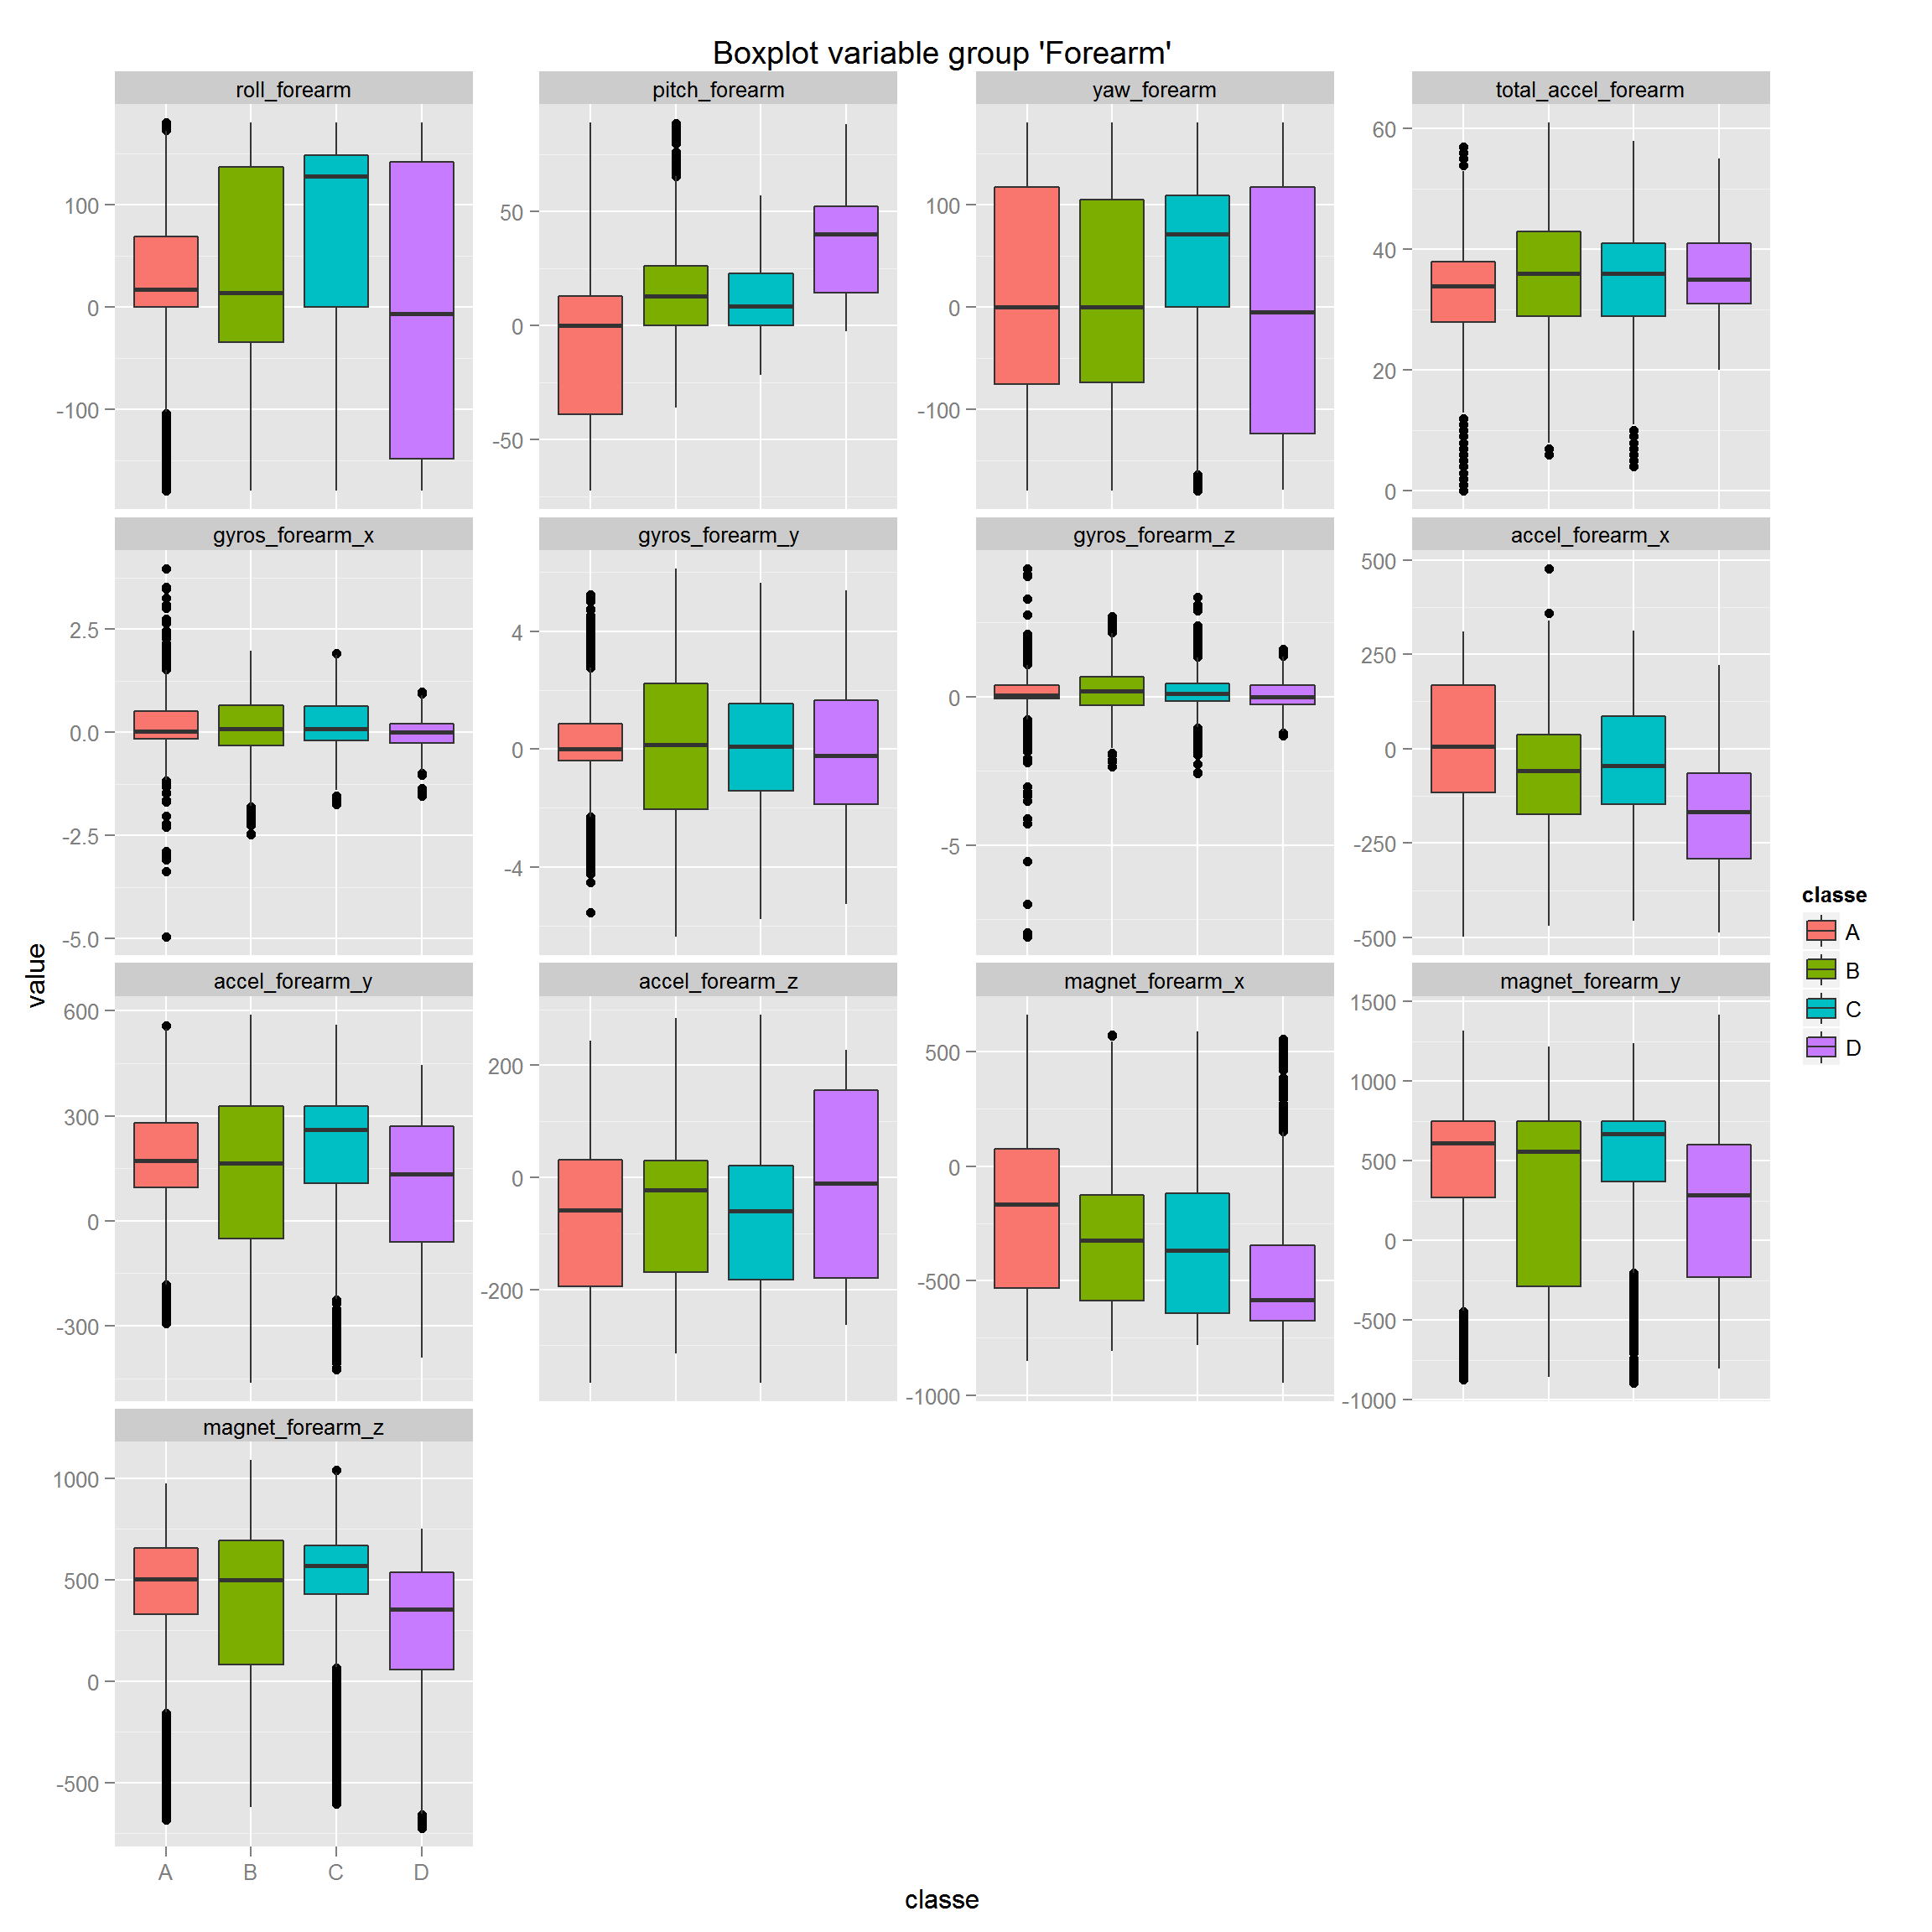 Boxplot variable group 'Forearm'
roll_forearm
pitch_forearm
yaw_forearm
total_accel_forearm
100
0
-100
50
0
-50
100
0
-100
60
40
20
0
gyros_forearm_x
gyros_forearm_y
gyros_forearm_z
accel_forearm_x
2.5
0.0
-2.5
-5.0
4
0
-4
0
-5
500
250
0
-250
-500
accel_forearm_y
accel_forearm_z
magnet_forearm_x
magnet_forearm_y
600
300
0
-300
200
0
-200
500
0
-500
-1000
1500
1000
500
0
-500
-1000
magnet_forearm_z
1000
500
0
-500
A B C D
classe
value
classe
A
B
C
D